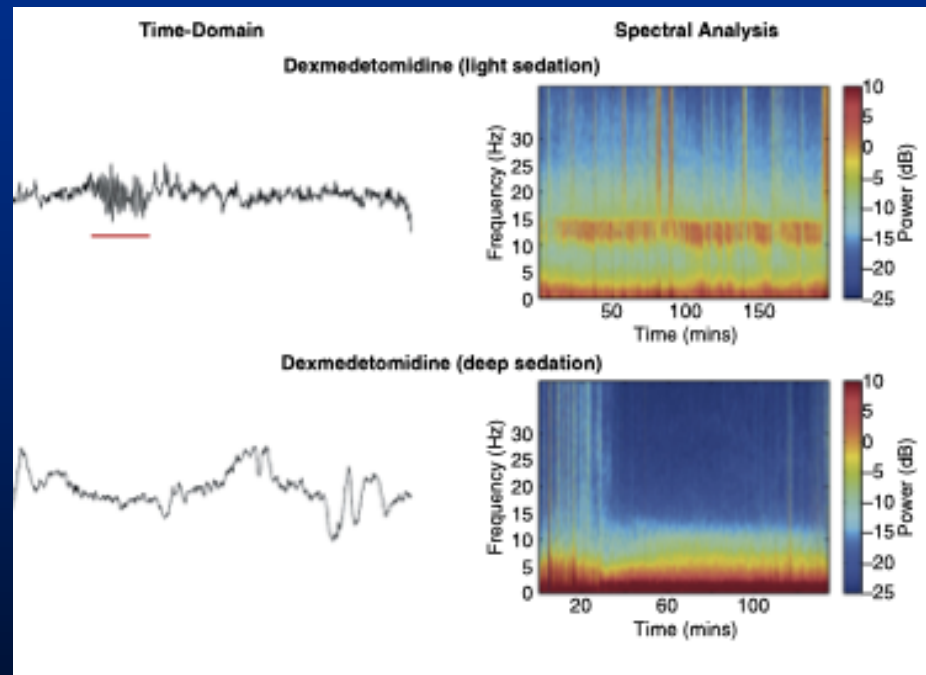 Time-Domain
Spectral Analysis
Dexmedetomidine (light sedation)
Frequency (Hz)
30
25
20
15
10
5
0
50 100 150
Time (mins)
10
5
0
–5
–10
–15
–20
–25
Power (dB)
Dexmedetomidine (deep sedation)
Frequency (Hz)
30
25
20
15
10
5
0
20 60 100
Time (mins)
10
5
0
–5
–10
–15
–20
–25
Power (dB)